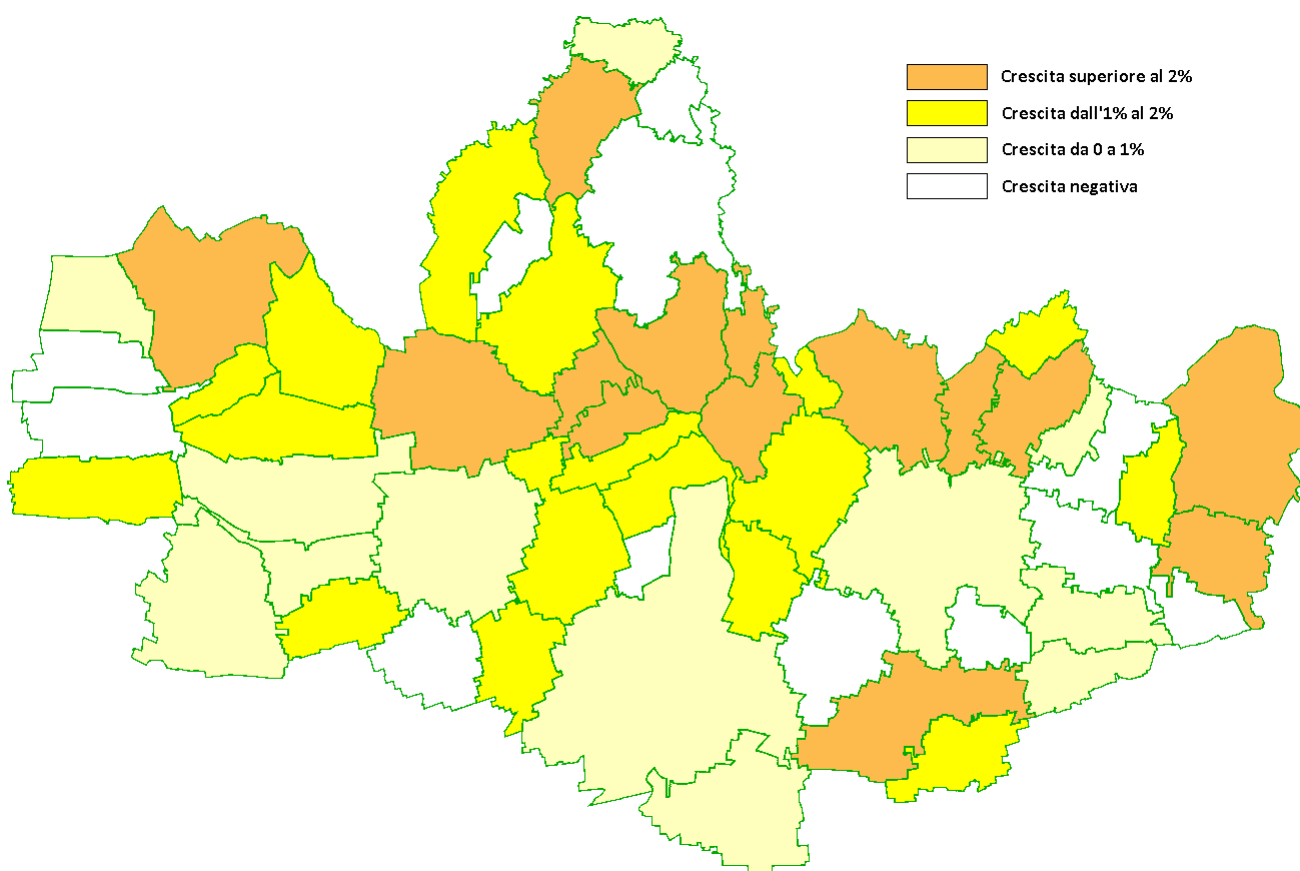 Crescita superiore al 2%
Crescita dall'1% al 2%
Crescita da 0 a 1%
Crescita negativa